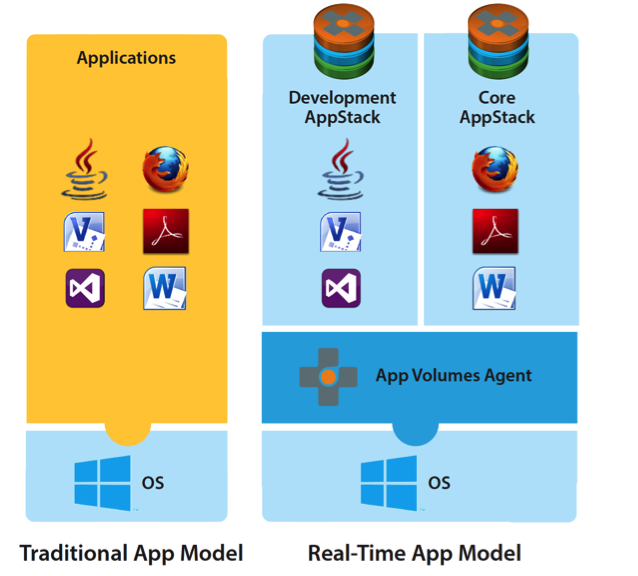 Applications
Development
AppStack
Core
AppStack
V
W
V
W
App Volumes Agent
OS
OS
Traditional App Model
Real-Time App Model